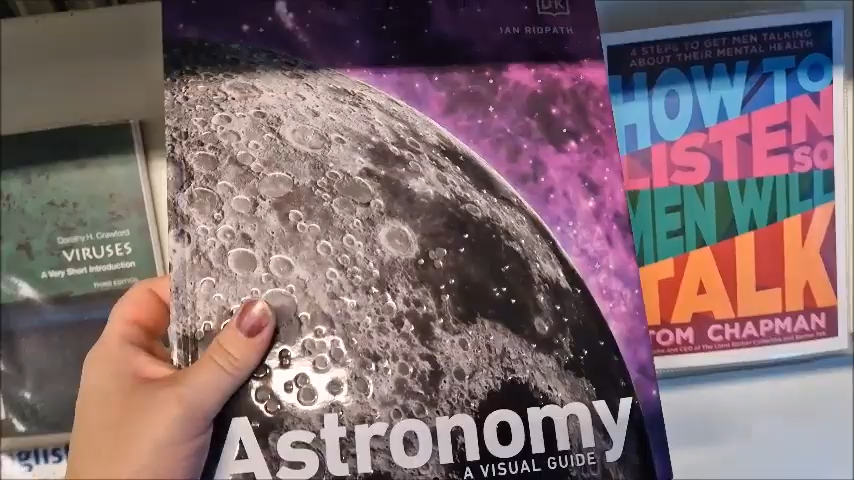 DK
IAN RIDPATH
Astronomy
A VISUAL GUIDE
Dorothy H. Crawford
VIRUSES
A Very Short Introduction
THIRD EDITION
4 STEPS TO GET MEN TALKING
ABOUT THEIR MENTAL HEALTH
HOW TO
LISTEN SO
MEN WILL
TALK
TOM CHAPMAN